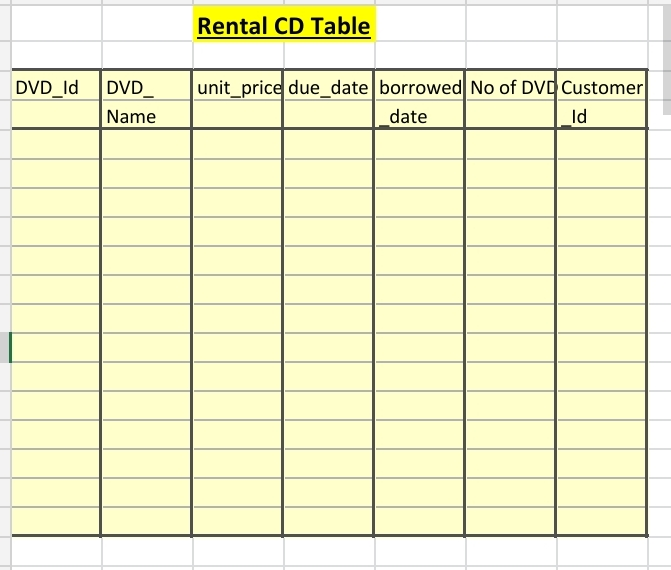 Rental CD Table
DVD_Id DVD_ unit_price due_date borrowed No of DVD Customer
Name _date _Id